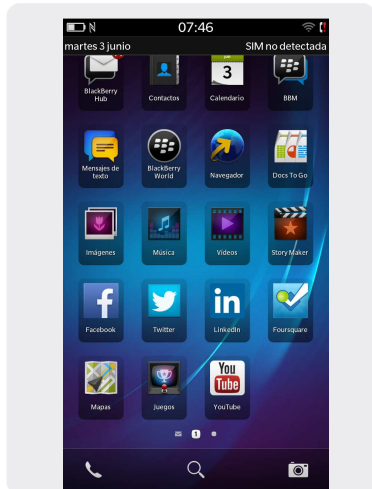 07:46
martes 3 junio SIM no detectada
3
BlackBerry Hub Contactos Calendario BBM
Mensajes de texto BlackBerry World Navegador Docs To Go
Imágenes Música Vídeos Story Maker
f in
Facebook Twitter LinkedIn Foursquare
You Tube
Mapas Juegos YouTube
1